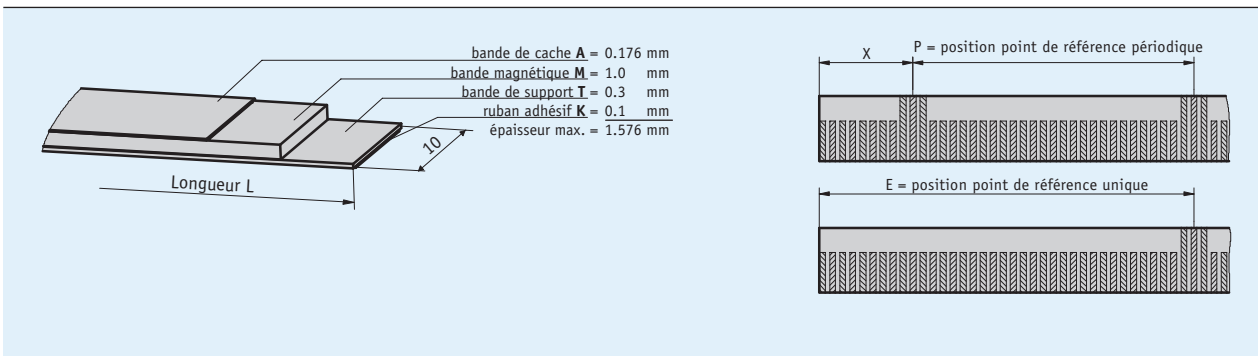 bande de cache A = 0.176 mm
bande magnétique M = 1.0 mm
bande de support T = 0.3 mm
ruban adhésif K = 0.1 mm
épaisseur max. = 1.576 mm
10
Longueur L
X
P = position point de référence périodique
E = position point de référence unique